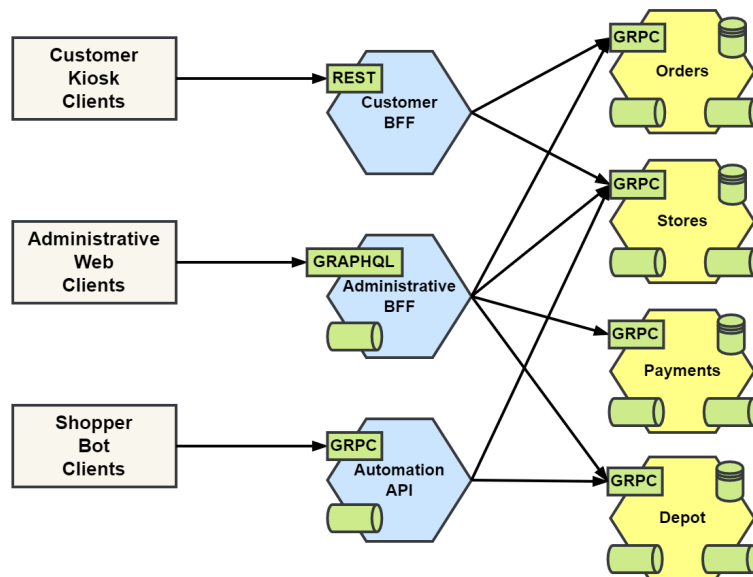 Customer
Kiosk
Clients
REST
Customer
BFF
GRPC
Orders
GRPC
Stores
Administrative
Web
Clients
GRAPHQL
Administrative
BFF
GRPC
Payments
Shopper
Bot
Clients
GRPC
Automation
API
GRPC
Depot